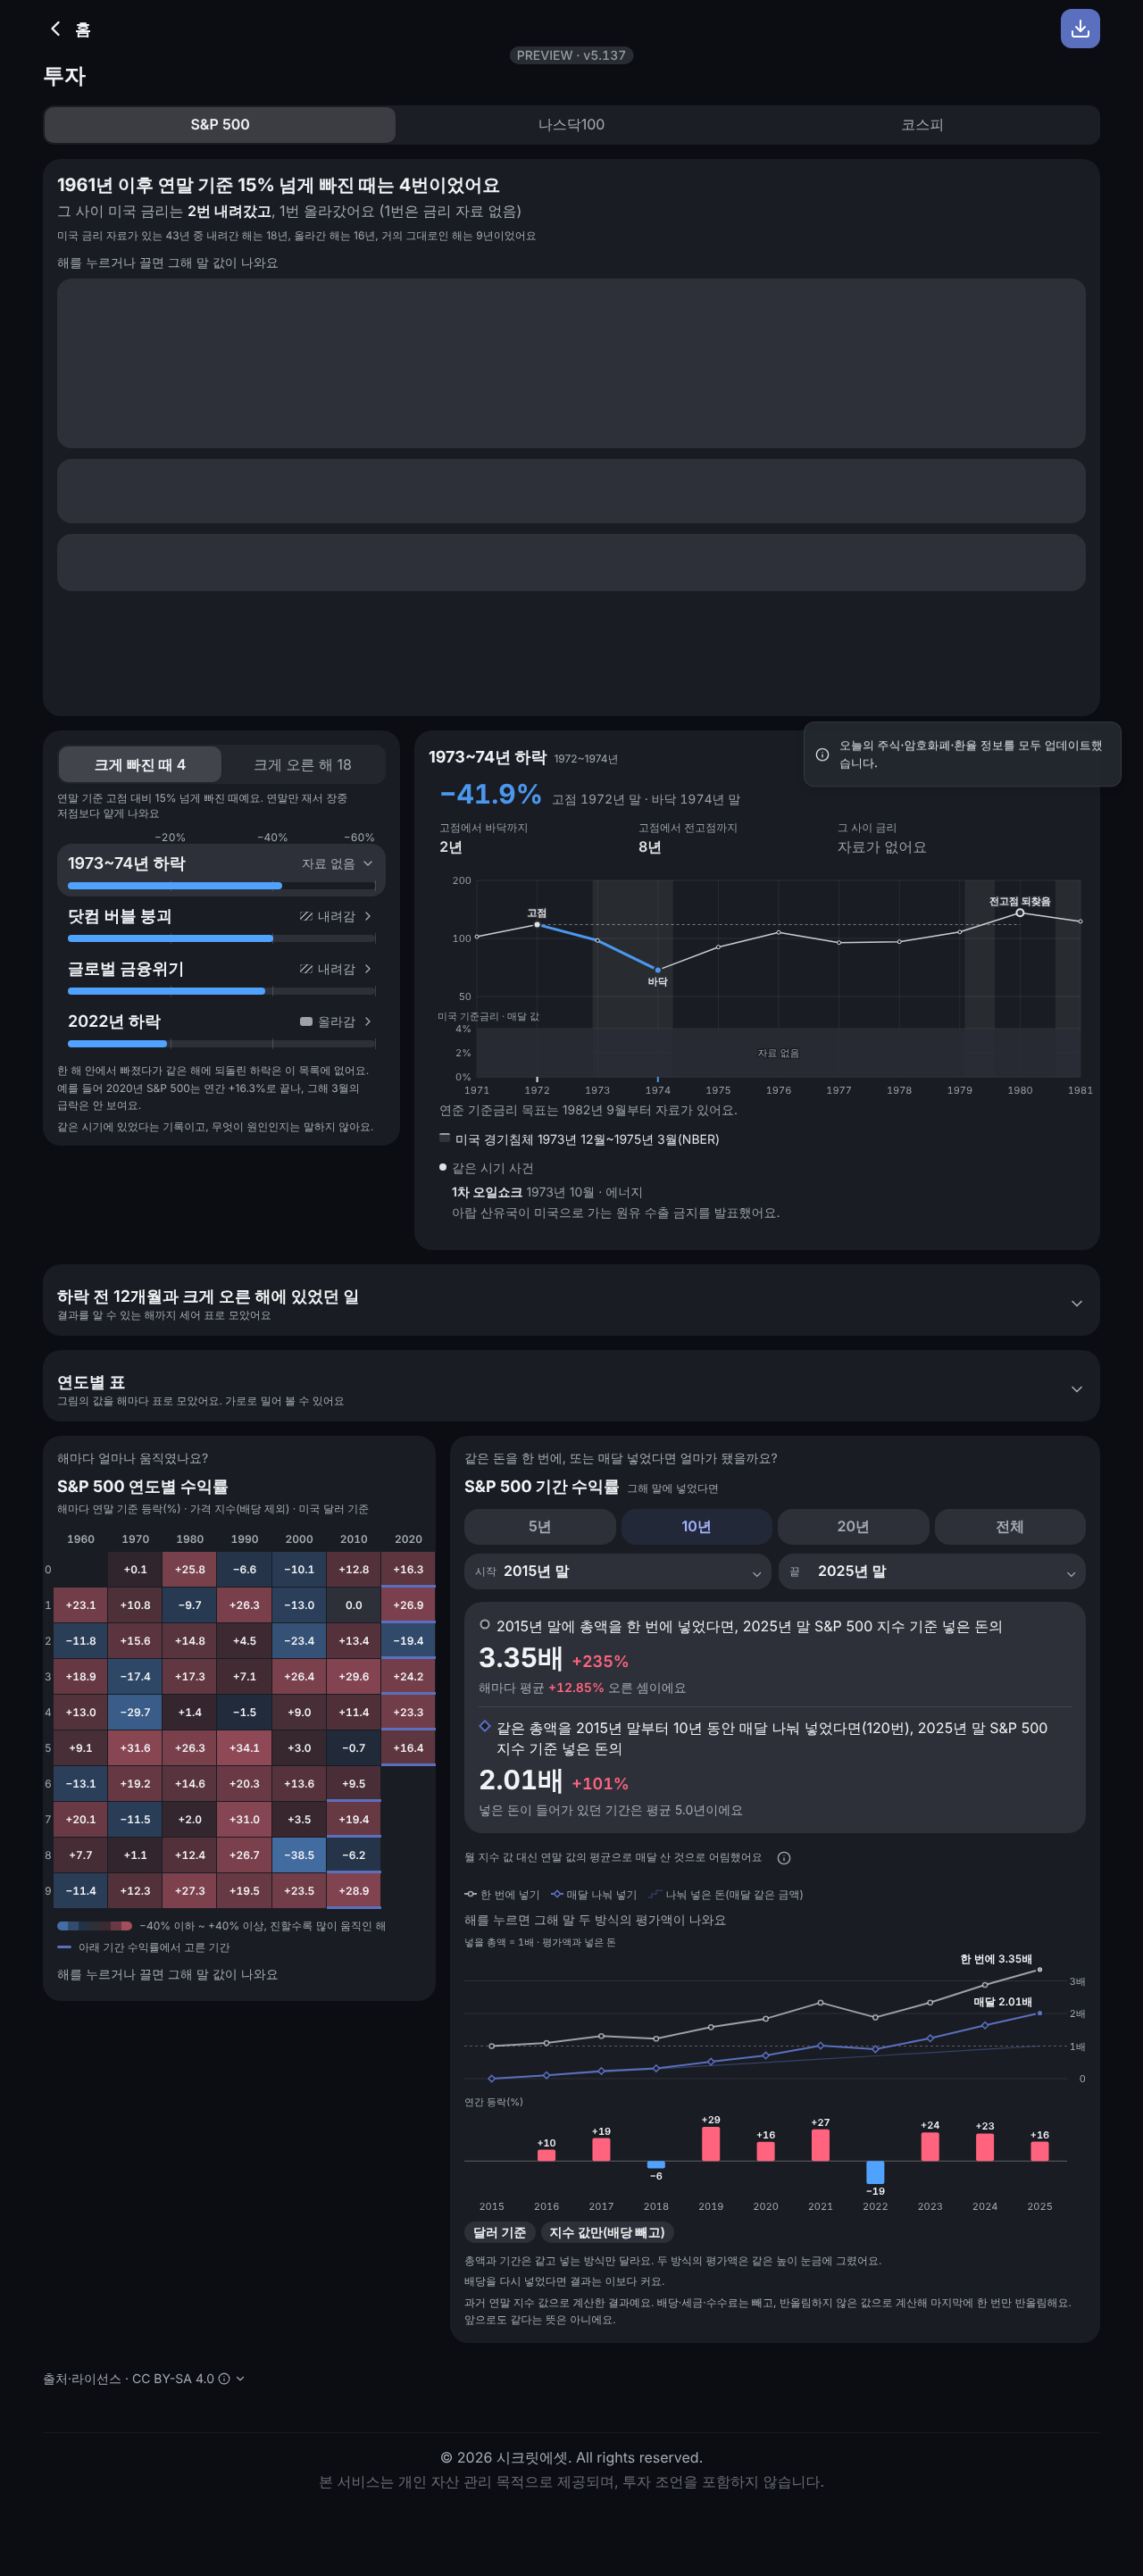 홈
PREVIEW · v5.137
투자
S&P 500
나스닥100
코스피
1961년 이후 연말 기준 15% 넘게 빠진 때는 4번이었어요
그 사이 미국 금리는 2번 내려갔고, 1번 올라갔어요 (1번은 금리 자료 없음)
미국 금리 자료가 있는 43년 중 내려간 해는 18년, 올라간 해는 16년, 거의 그대로인 해는 9년이었어요
해를 누르거나 끌면 그해 말 값이 나와요
오늘의 주식·암호화폐·환율 정보를 모두 업데이트했
습니다.
크게 빠진 때 4
크게 오른 해 18
연말 기준 고점 대비 15% 넘게 빠진 때예요. 연말만 재서 장중
저점보다 얕게 나와요
−20% −40% −60%
1973~74년 하락 자료 없음
닷컴 버블 붕괴 내려감
글로벌 금융위기 내려감
2022년 하락 올라감
한 해 안에서 빠졌다가 같은 해에 되돌린 하락은 이 목록에 없어요.
예를 들어 2020년 S&P 500는 연간 +16.3%로 끝나, 그해 3월의
급락은 안 보여요.
같은 시기에 있었다는 기록이고, 무엇이 원인인지는 말하지 않아요.
1973~74년 하락 1972~1974년
−41.9% 고점 1972년 말 · 바닥 1974년 말
고점에서 바닥까지 고점에서 전고점까지 그 사이 금리
2년 8년 자료가 없어요
200
100
50
고점
바닥
전고점 되찾음
미국 기준금리 · 매달 값
4%
2%
0%
자료 없음
1971 1972 1973 1974 1975 1976 1977 1978 1979 1980 1981
연준 기준금리 목표는 1982년 9월부터 자료가 있어요.
미국 경기침체 1973년 12월~1975년 3월(NBER)
같은 시기 사건
1차 오일쇼크 1973년 10월 · 에너지
아랍 산유국이 미국으로 가는 원유 수출 금지를 발표했어요.
하락 전 12개월과 크게 오른 해에 있었던 일
결과를 알 수 있는 해까지 세어 표로 모았어요
연도별 표
그림의 값을 해마다 표로 모았어요. 가로로 밀어 볼 수 있어요
해마다 얼마나 움직였나요?
S&P 500 연도별 수익률
해마다 연말 기준 등락(%) · 가격 지수(배당 제외) · 미국 달러 기준
1960 1970 1980 1990 2000 2010 2020
0 +0.1 +25.8 −6.6 −10.1 +12.8 +16.3
1 +23.1 +10.8 −9.7 +26.3 −13.0 0.0 +26.9
2 −11.8 +15.6 +14.8 +4.5 −23.4 +13.4 −19.4
3 +18.9 −17.4 +17.3 +7.1 +26.4 +29.6 +24.2
4 +13.0 −29.7 +1.4 −1.5 +9.0 +11.4 +23.3
5 +9.1 +31.6 +26.3 +34.1 +3.0 −0.7 +16.4
6 −13.1 +19.2 +14.6 +20.3 +13.6 +9.5
7 +20.1 −11.5 +2.0 +31.0 +3.5 +19.4
8 +7.7 +1.1 +12.4 +26.7 −38.5 −6.2
9 −11.4 +12.3 +27.3 +19.5 +23.5 +28.9
−40% 이하 ~ +40% 이상, 진할수록 많이 움직인 해
아래 기간 수익률에서 고른 기간
해를 누르거나 끌면 그해 말 값이 나와요
같은 돈을 한 번에, 또는 매달 넣었다면 얼마가 됐을까요?
S&P 500 기간 수익률 그해 말에 넣었다면
5년 10년 20년 전체
시작 2015년 말
끝 2025년 말
2015년 말에 총액을 한 번에 넣었다면, 2025년 말 S&P 500 지수 기준 넣은 돈의
3.35배 +235%
해마다 평균 +12.85% 오른 셈이에요
같은 총액을 2015년 말부터 10년 동안 매달 나눠 넣었다면(120번), 2025년 말 S&P 500
지수 기준 넣은 돈의
2.01배 +101%
넣은 돈이 들어가 있던 기간은 평균 5.0년이에요
월 지수 값 대신 연말 값의 평균으로 매달 산 것으로 어림했어요
한 번에 넣기 매달 나눠 넣기 나눠 넣은 돈(매달 같은 금액)
해를 누르면 그해 말 두 방식의 평가액이 나와요
넣을 총액 = 1배 · 평가액과 넣은 돈
한 번에 3.35배
매달 2.01배
3배
2배
1배
0
연간 등락(%)
+10 +19 −6 +29 +16 +27 −19 +24 +23 +16
2015 2016 2017 2018 2019 2020 2021 2022 2023 2024 2025
달러 기준 지수 값만(배당 빼고)
총액과 기간은 같고 넣는 방식만 달라요. 두 방식의 평가액은 같은 높이 눈금에 그렸어요.
배당을 다시 넣었다면 결과는 이보다 커요.
과거 연말 지수 값으로 계산한 결과예요. 배당·세금·수수료는 빼고, 반올림하지 않은 값으로 계산해 마지막에 한 번만 반올림해요.
앞으로도 같다는 뜻은 아니에요.
출처·라이선스 · CC BY-SA 4.0
© 2026 시크릿에셋. All rights reserved.
본 서비스는 개인 자산 관리 목적으로 제공되며, 투자 조언을 포함하지 않습니다.